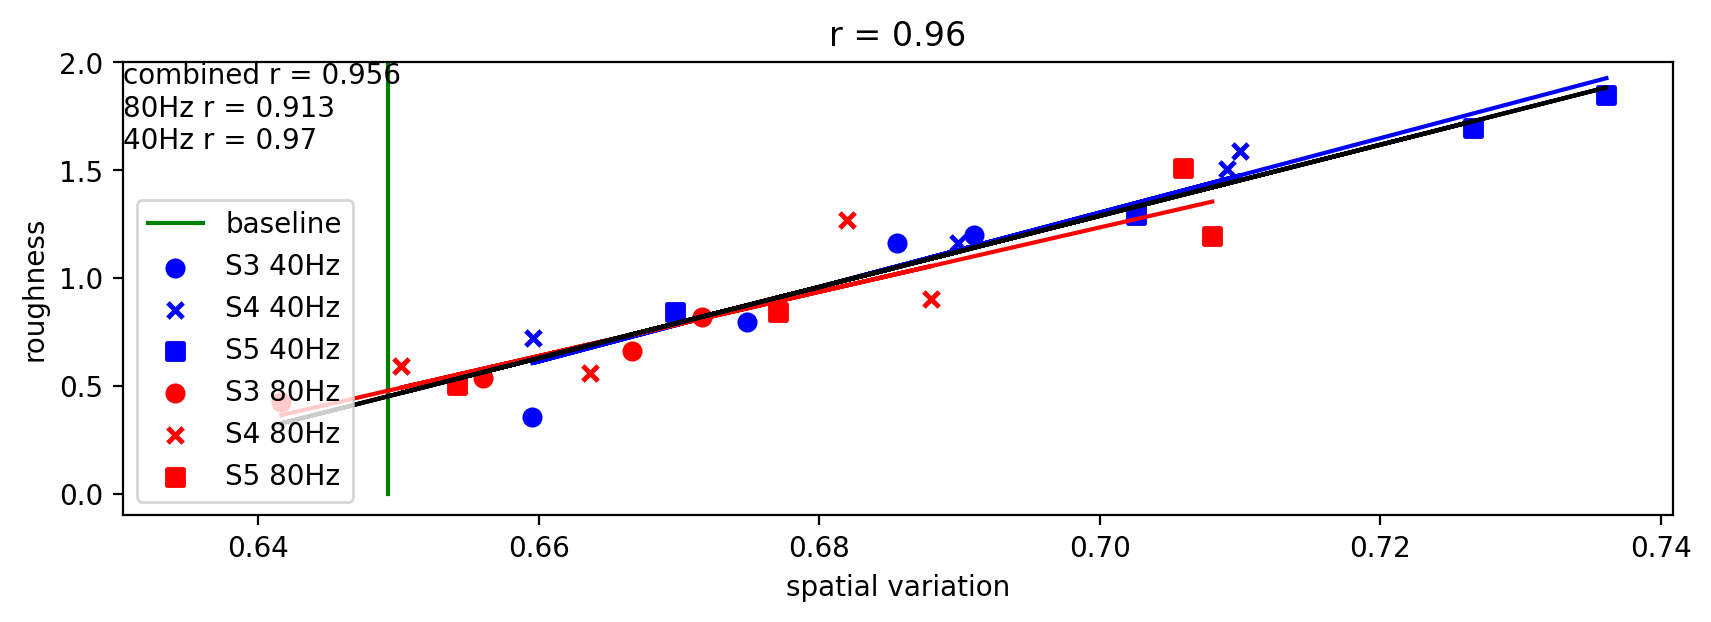 r = 0.96
combined r = 0.956
80Hz r = 0.913
40Hz r = 0.97
2.0
1.5
1.0
0.5
0.0
roughness
baseline
S3 40Hz
S4 40Hz
S5 40Hz
S3 80Hz
S4 80Hz
S5 80Hz
0.64 0.66 0.68 0.70 0.72 0.74
spatial variation